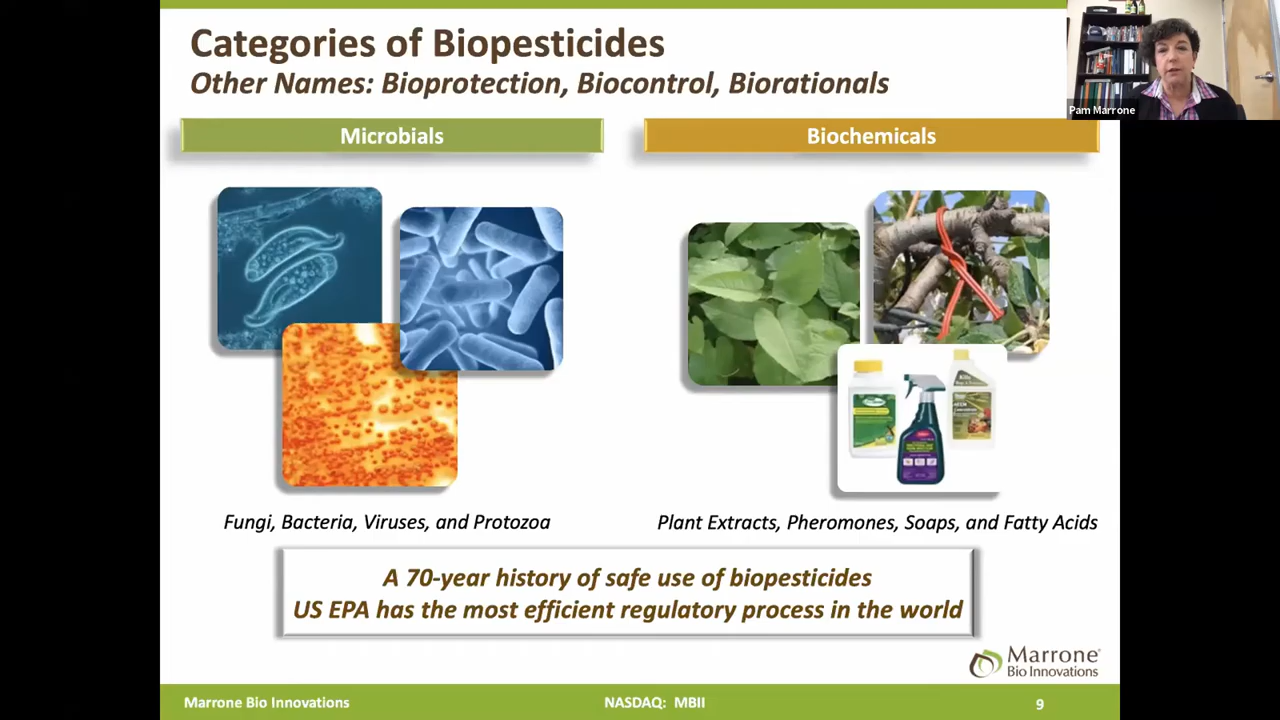 Categories of Biopesticides
Other Names: Bioprotection, Biocontrol, Biorationals
Pam Marrone
Microbials
Biochemicals
Fungi, Bacteria, Viruses, and Protozoa
Plant Extracts, Pheromones, Soaps, and Fatty Acids
A 70-year history of safe use of biopesticides
US EPA has the most efficient regulatory process in the world
Marrone
Bio Innovations
Marrone Bio Innovations
NASDAQ: MBII
9